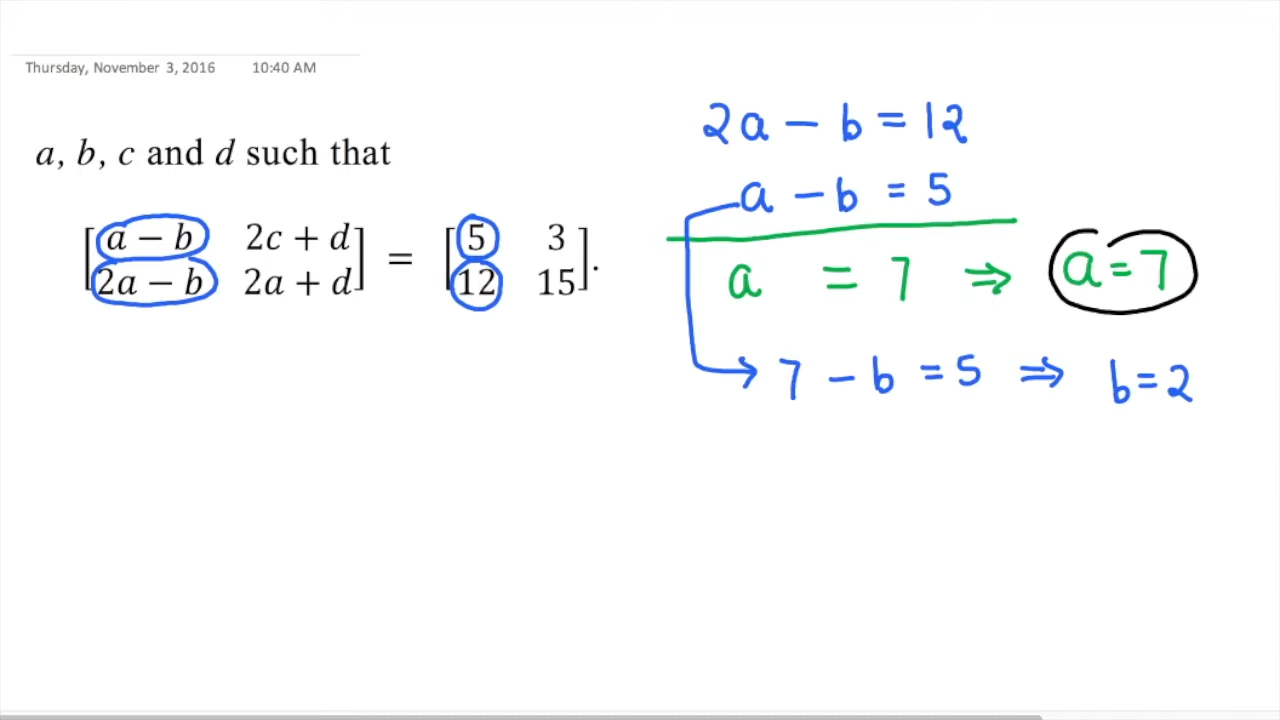 Thursday, November 3, 2016 10:40 AM
a, b, c and d such that
[a − b 2c + d
2a − b 2a + d] = [5 3
12 15].
2a − b = 12
a − b = 5
a = 7 ⇒ a = 7
7 − b = 5 ⇒ b = 2